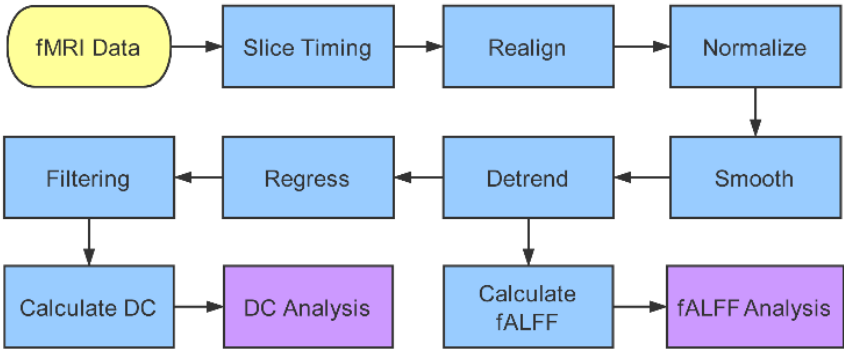 fMRI Data
Slice Timing
Realign
Normalize
Filtering
Regress
Detrend
Smooth
Calculate DC
DC Analysis
Calculate
fALFF
fALFF Analysis